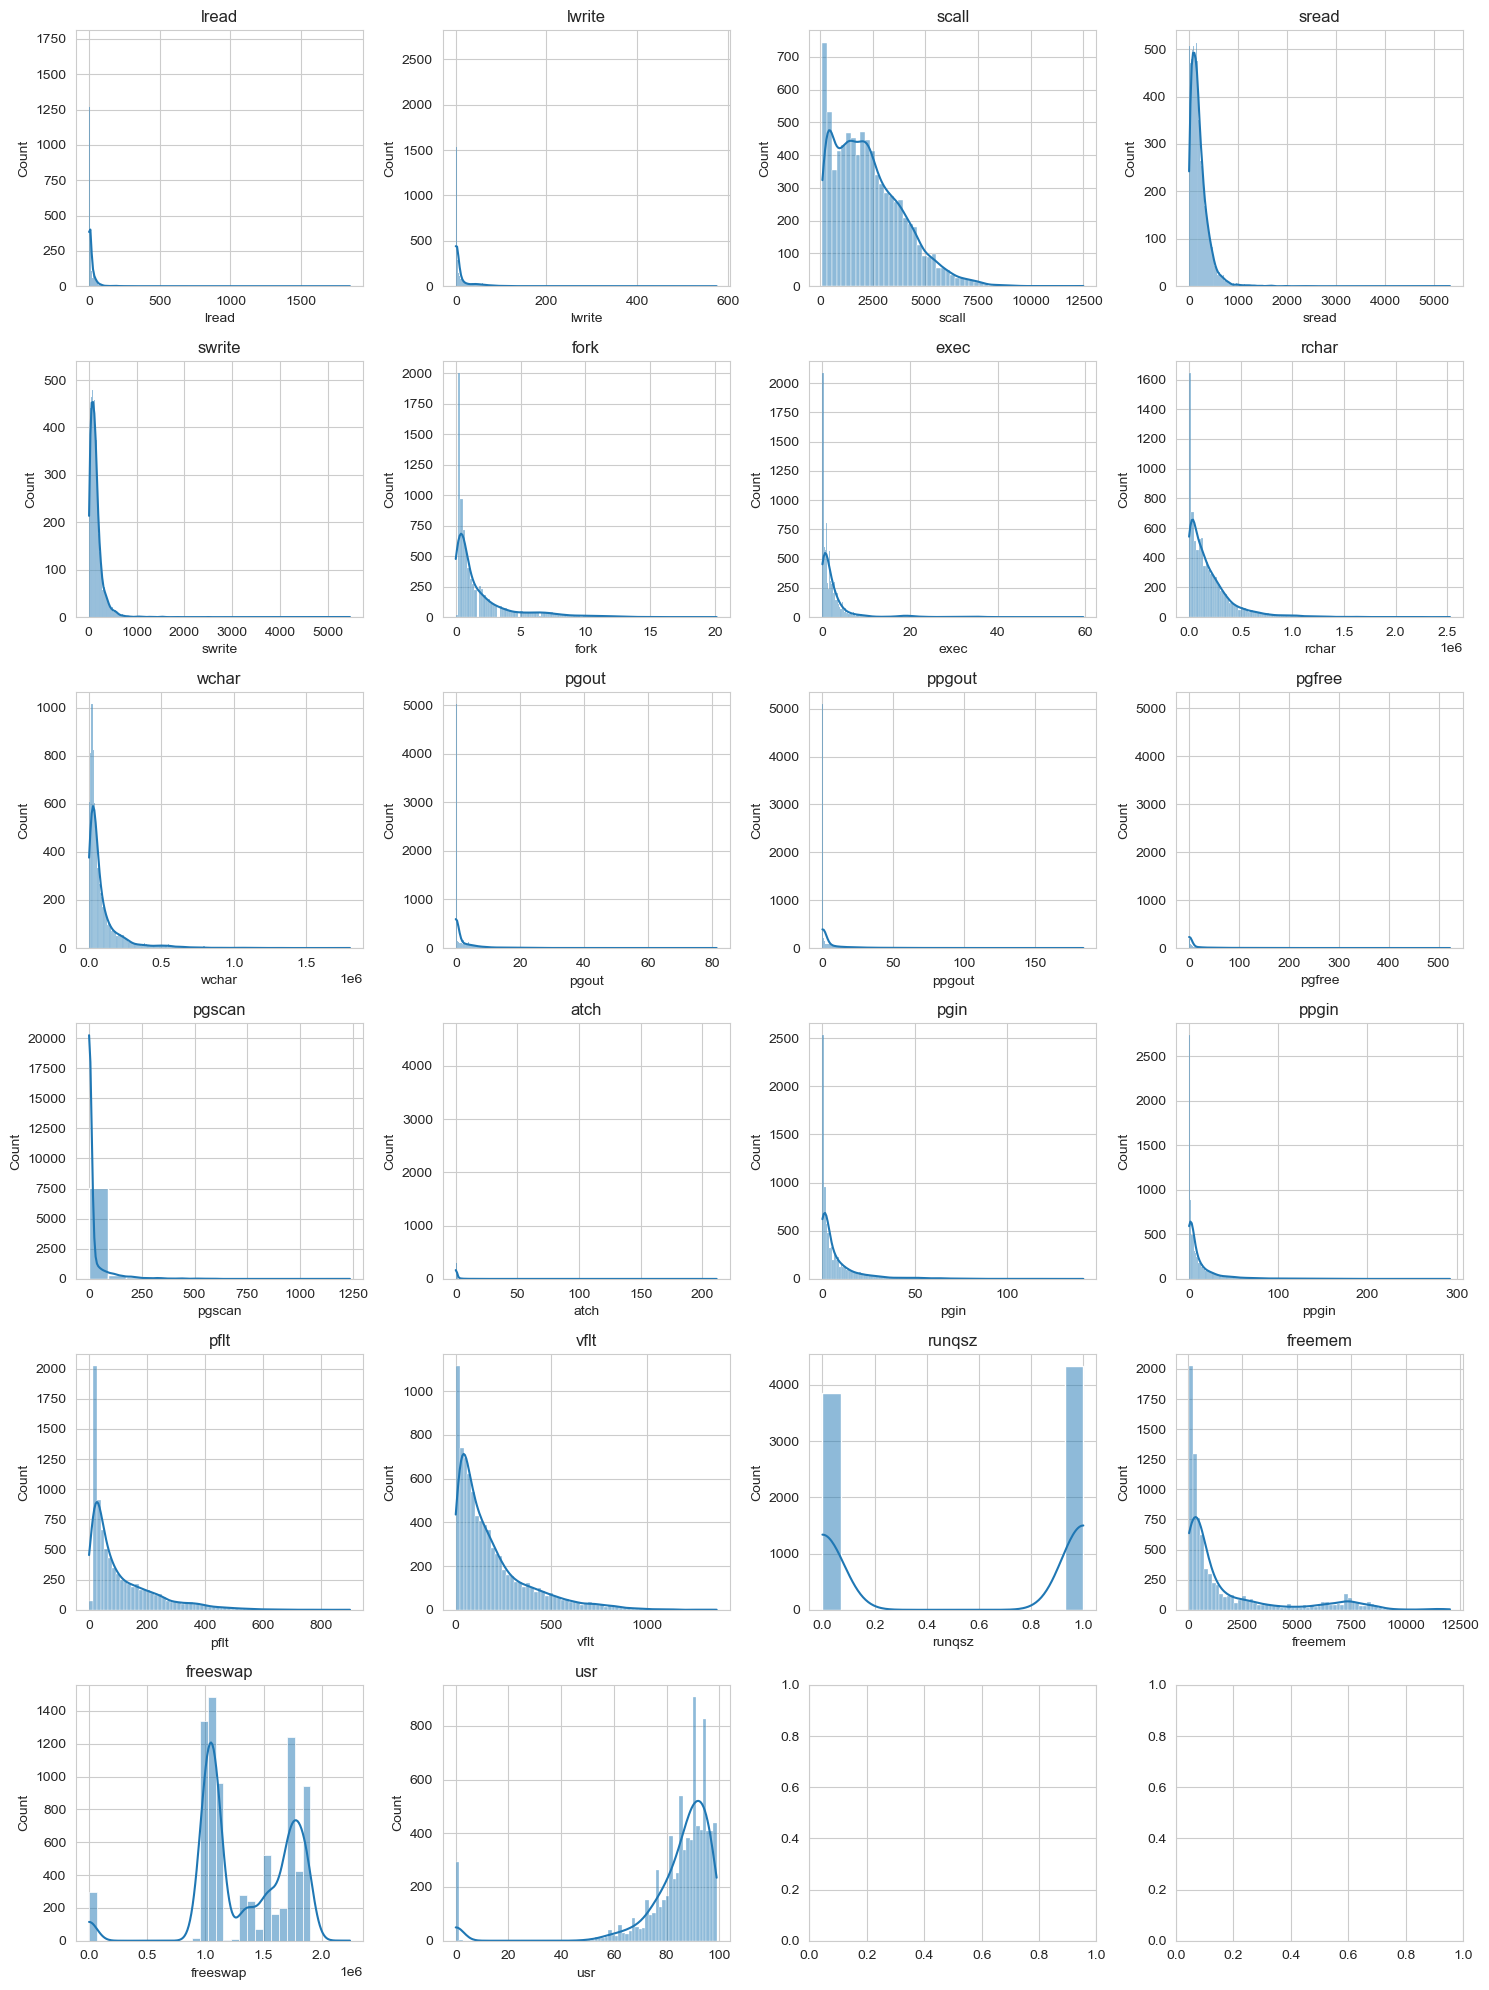 lread
lwrite
scall
sread
1750
1500
1250
1000
750
500
250
0
Count
0 500 1000 1500
lread
2500
2000
1500
1000
500
0
Count
0 200 400 600
lwrite
700
600
500
400
300
200
100
0
Count
0 2500 5000 7500 10000 12500
scall
500
400
300
200
100
0
Count
0 1000 2000 3000 4000 5000
sread
swrite
fork
exec
rchar
500
400
300
200
100
0
Count
0 1000 2000 3000 4000 5000
swrite
2000
1750
1500
1250
1000
750
500
250
0
Count
0 5 10 15 20
fork
2000
1750
1500
1250
1000
750
500
250
0
Count
0 20 40 60
exec
1600
1400
1200
1000
800
600
400
200
0
Count
0.0 0.5 1.0 1.5 2.0 2.5
rchar 1e6
wchar
pgout
ppgout
pgfree
1000
800
600
400
200
0
Count
0.0 0.5 1.0 1.5
wchar 1e6
5000
4000
3000
2000
1000
0
Count
0 20 40 60 80
pgout
5000
4000
3000
2000
1000
0
Count
0 50 100 150
ppgout
5000
4000
3000
2000
1000
0
Count
0 100 200 300 400 500
pgfree
pgscan
atch
pgin
ppgin
20000
17500
15000
12500
10000
7500
5000
2500
0
Count
0 250 500 750 1000 1250
pgscan
4000
3000
2000
1000
0
Count
0 50 100 150 200
atch
2500
2000
1500
1000
500
0
Count
0 50 100
pgin
2500
2000
1500
1000
500
0
Count
0 100 200 300
ppgin
pflt
vflt
runqsz
freemem
2000
1750
1500
1250
1000
750
500
250
0
Count
0 200 400 600 800
pflt
1000
800
600
400
200
0
Count
0 500 1000
vflt
4000
3000
2000
1000
0
Count
0.0 0.2 0.4 0.6 0.8 1.0
runqsz
2000
1750
1500
1250
1000
750
500
250
0
Count
0 2500 5000 7500 10000 12500
freemem
freeswap
usr
1400
1200
1000
800
600
400
200
0
Count
0.0 0.5 1.0 1.5 2.0
freeswap 1e6
800
600
400
200
0
Count
0 20 40 60 80 100
usr
1.0
0.8
0.6
0.4
0.2
0.0
0.0 0.2 0.4 0.6 0.8 1.0
1.0
0.8
0.6
0.4
0.2
0.0
0.0 0.2 0.4 0.6 0.8 1.0